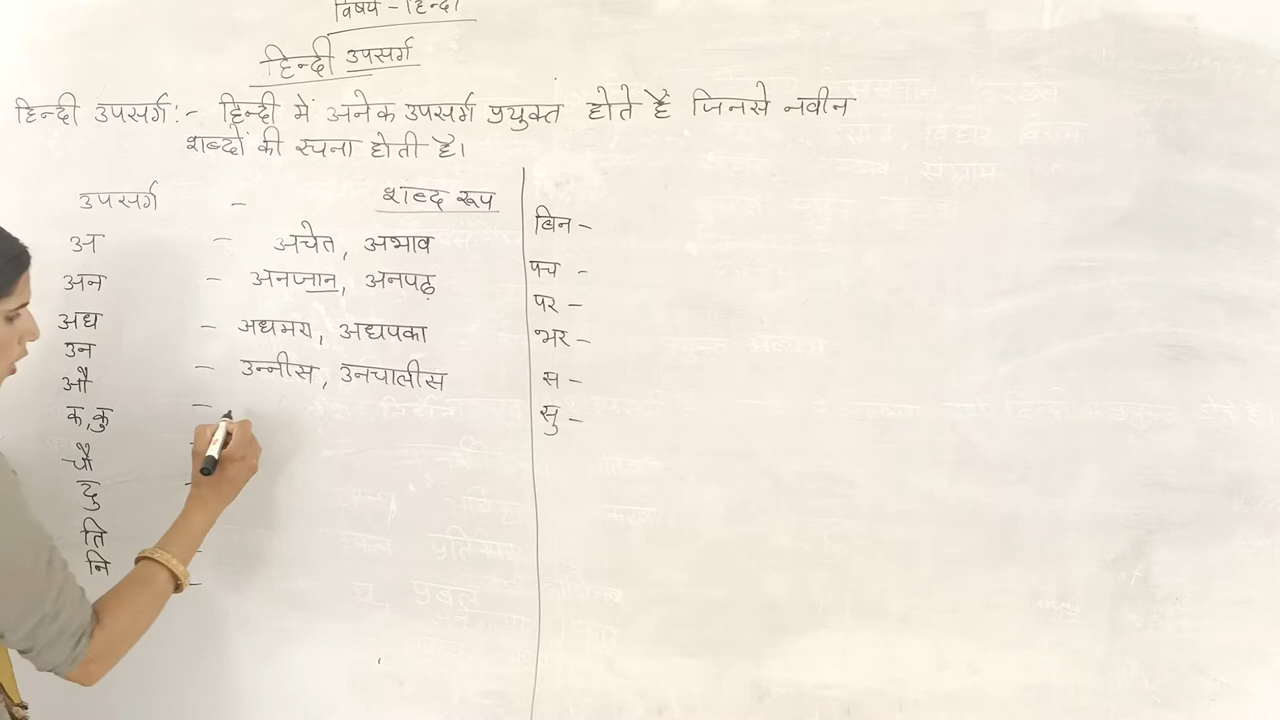 विषय - हिन्दी
हिन्दी उपसर्ग
हिन्दी उपसर्ग :- हिन्दी में अनेक उपसर्ग प्रयुक्त होते हैं जिनसे नवीन
शब्दों की रचना होती है।
उपसर्ग - शब्द रूप
अ - अचेत, अभाव
अन - अनजान, अनपढ़
अध - अधमरा, अधपका
उन - उन्नीस, उनचालीस
औ -
क,कु -
चौ -
दु
ति -
नि -
बिन -
पच -
पर -
भर -
स -
सु -